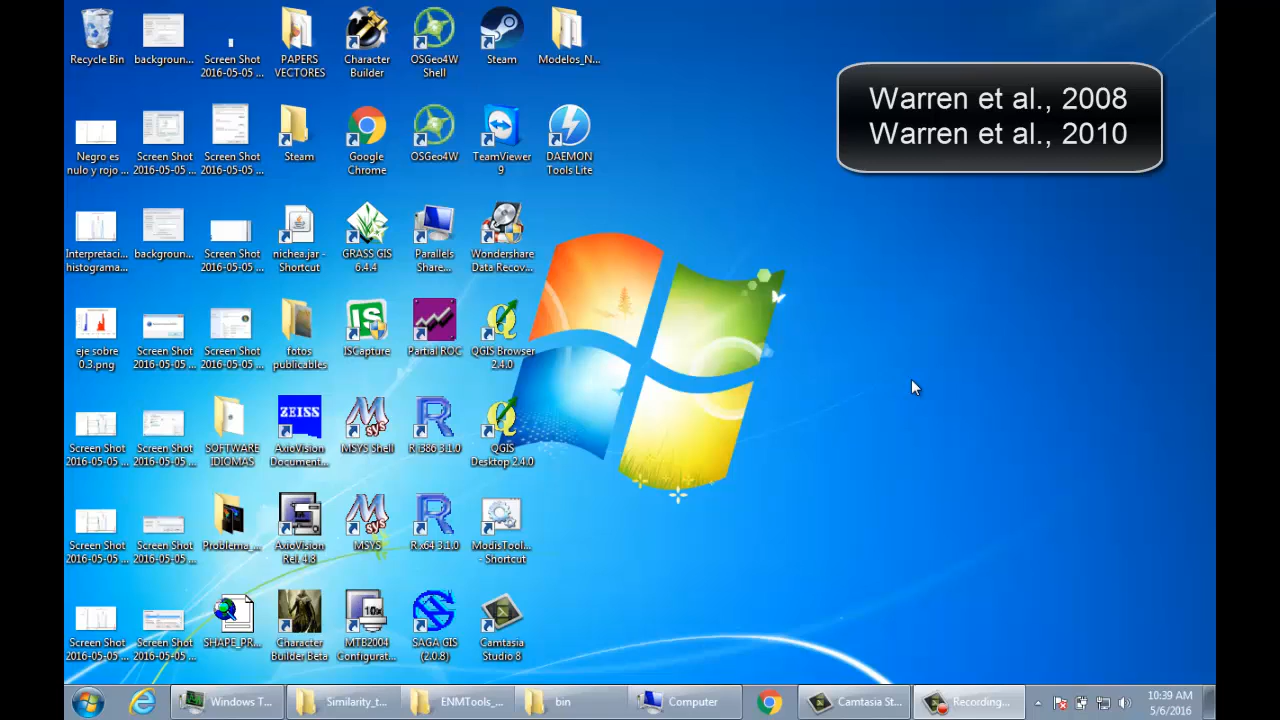 Warren et al., 2008
Warren et al., 2010
Recycle Bin
backgroun...
Screen Shot
2016-05-05 ...
PAPERS
VECTORES
Character
Builder
OSGeo4W
Shell
Steam
Modelos_N...
Negro es
nulo y rojo ...
Screen Shot
2016-05-05 ...
Screen Shot
2016-05-05 ...
Steam
Google
Chrome
OSGeo4W
TeamViewer
9
DAEMON
Tools Lite
Interpretaci...
histograma...
backgroun...
Screen Shot
2016-05-05 ...
nichea.jar -
Shortcut
GRASS GIS
6.4.4
Parallels
Share...
Wondershare
Data Recov...
eje sobre
0.3.png
Screen Shot
2016-05-05 ...
Screen Shot
2016-05-05 ...
fotos
publicables
IS
ISCapture
Partial ROC
QGIS Browser
2.4.0
Screen Shot
2016-05-05 ...
Screen Shot
2016-05-05 ...
SOFTWARE
IDIOMAS
ZEISS
AxioVision
Document...
M
sys
MSYS Shell
R
R i386 3.1.0
QGIS
Desktop 2.4.0
Screen Shot
2016-05-05 ...
Screen Shot
2016-05-05 ...
Problema_...
AxioVision
Rel. 4.8
M
sys
MSYS
R
R x64 3.1.0
ModisTool...
- Shortcut
Screen Shot
2016-05-05 ...
Screen Shot
2016-05-05 ...
SHAPE_PR...
Character
Builder Beta
10x
MTB2004
Configurat...
SAGA GIS
(2.0.8)
Camtasia
Studio 8
Windows T...
Similarity_t...
ENMTools_...
bin
Computer
Camtasia St...
Recording...
10:39 AM
5/6/2016